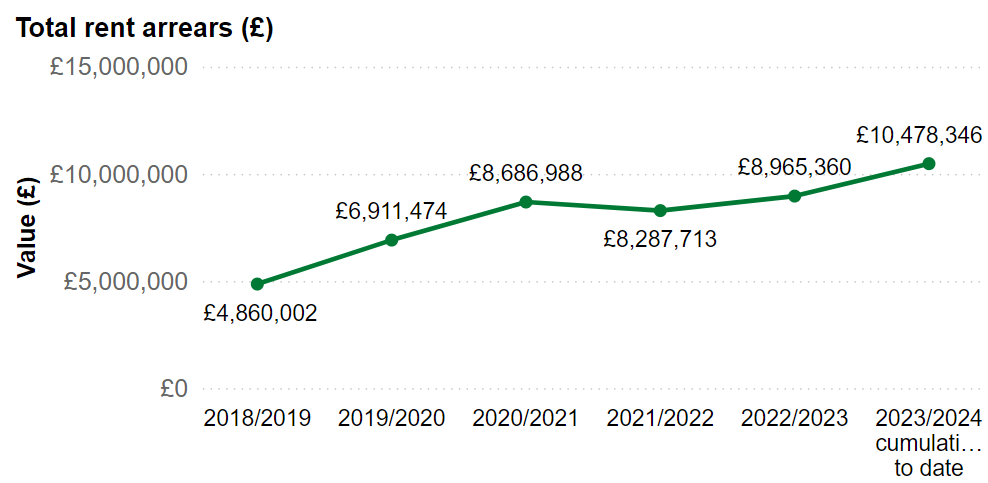 Total rent arrears (£)
£15,000,000
£10,478,346
£10,000,000
£8,965,360
£8,686,988
£6,911,474
£8,287,713
Value (£)
£5,000,000
£4,860,002
£0
2018/2019 2019/2020 2020/2021 2021/2022 2022/2023 2023/2024
cumulati…
to date